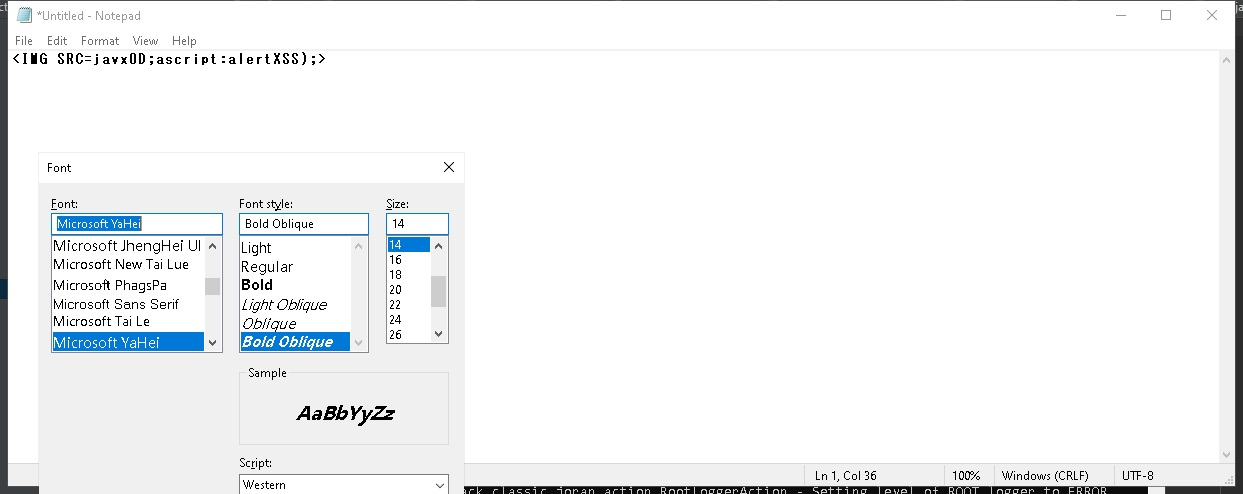 *Untitled - Notepad
File Edit Format View Help
<IMG SRC=javx0D;ascript:alertXSS);>
Font
Font: Font style: Size:
Microsoft YaHei Bold Oblique 14
Microsoft JhengHei UI Light 14
Microsoft New Tai Lue Regular 16
Microsoft PhagsPa Bold 18
Microsoft Sans Serif Light Oblique 20
Microsoft Tai Le Oblique 22
Microsoft YaHei Bold Oblique 24
26
Sample
AaBbYyZz
Script:
Western
Ln 1, Col 36 100% Windows (CRLF) UTF-8
ack.classic.joran.action.RootLoggerAction - Setting level of ROOT logger to ERROR